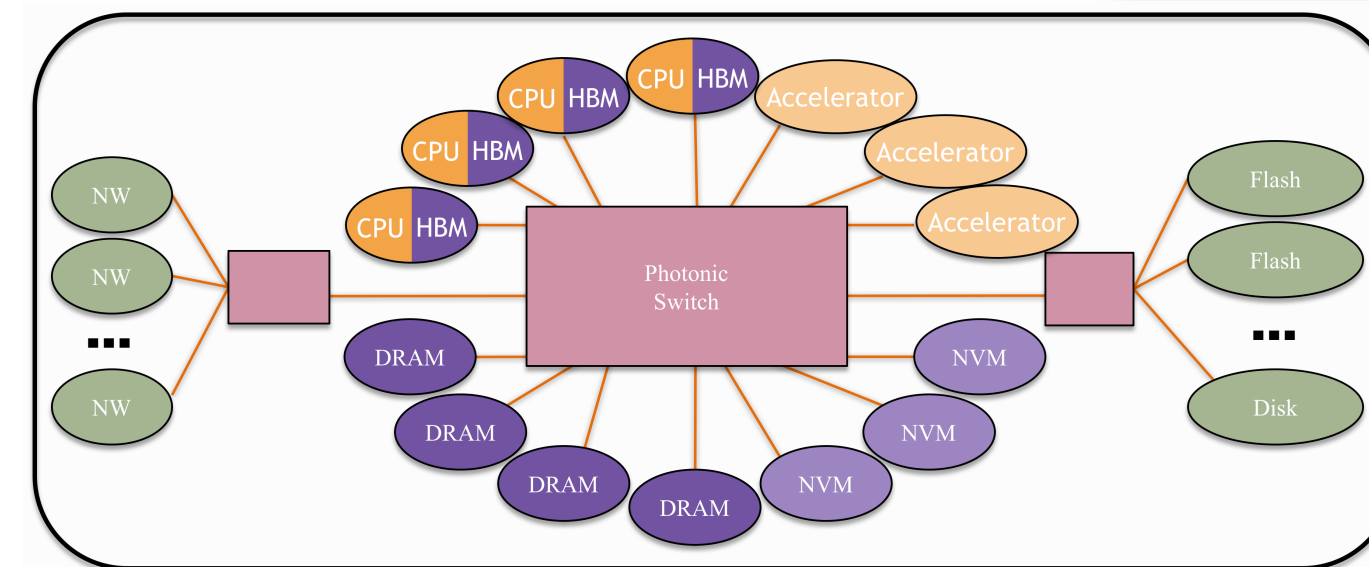 CPU HBM
CPU HBM
Accelerator
CPU HBM
Accelerator
NW
Flash
CPU HBM
Accelerator
NW
Flash
Photonic
Switch
...
...
DRAM
NVM
NW
Disk
DRAM
NVM
DRAM
NVM
DRAM